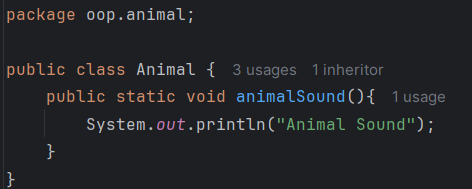 package oop.animal;
public class Animal { 3 usages 1 inheritor
public static void animalSound(){ 1 usage
System.out.println("Animal Sound");
}
}